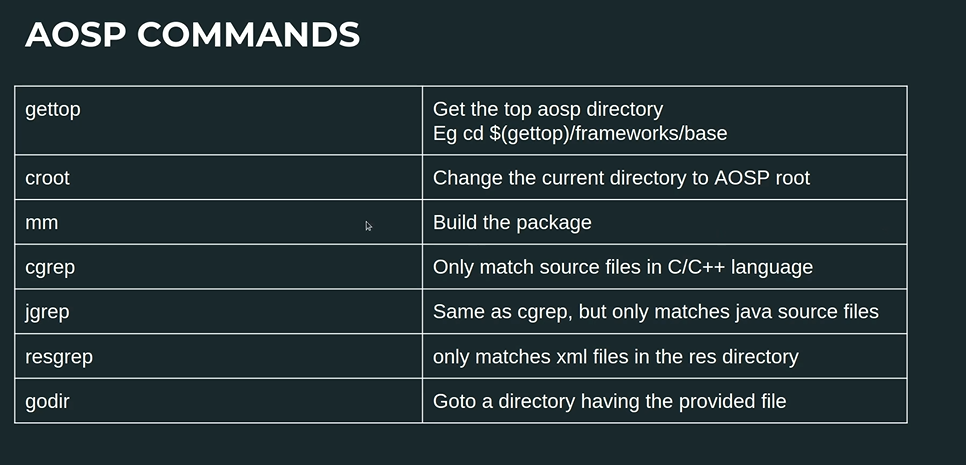 AOSP COMMANDS
gettop
Get the top aosp directory
Eg cd $(gettop)/frameworks/base
croot
Change the current directory to AOSP root
mm
Build the package
cgrep
Only match source files in C/C++ language
jgrep
Same as cgrep, but only matches java source files
resgrep
only matches xml files in the res directory
godir
Goto a directory having the provided file